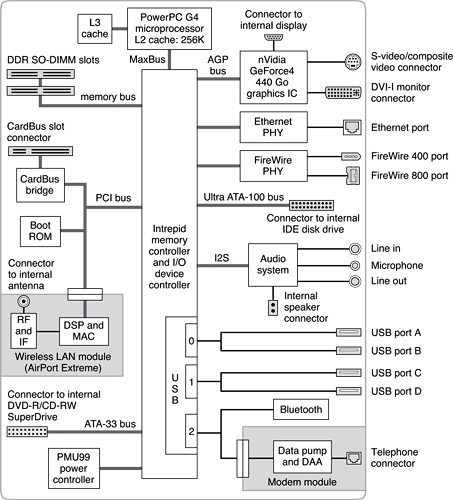 L3
cache
PowerPC G4
microprocessor
L2 cache: 256K
Connector to
internal display
MaxBus
AGP
bus
nVidia
GeForce4
440 Go
graphics IC
S-video/composite
video connector
DVI-I monitor
connector
DDR SO-DIMM slots
memory bus
Ethernet
PHY
Ethernet port
CardBus slot
connector
FireWire
PHY
FireWire 400 port
FireWire 800 port
CardBus
bridge
PCI bus
Ultra ATA-100 bus
Connector to internal
IDE disk drive
Boot
ROM
Intrepid
memory
controller
and I/O
device
controller
I2S
Audio
system
Line in
Microphone
Line out
Internal
speaker
connector
Connector
to internal
antenna
RF
and
IF
DSP and
MAC
Wireless LAN module
(AirPort Extreme)
U
S
B
0
1
2
USB port A
USB port B
USB port C
USB port D
Connector to internal
DVD-R/CD-RW
SuperDrive
ATA-33 bus
Bluetooth
PMU99
power
controller
Data pump
and DAA
Modem module
Telephone
connector